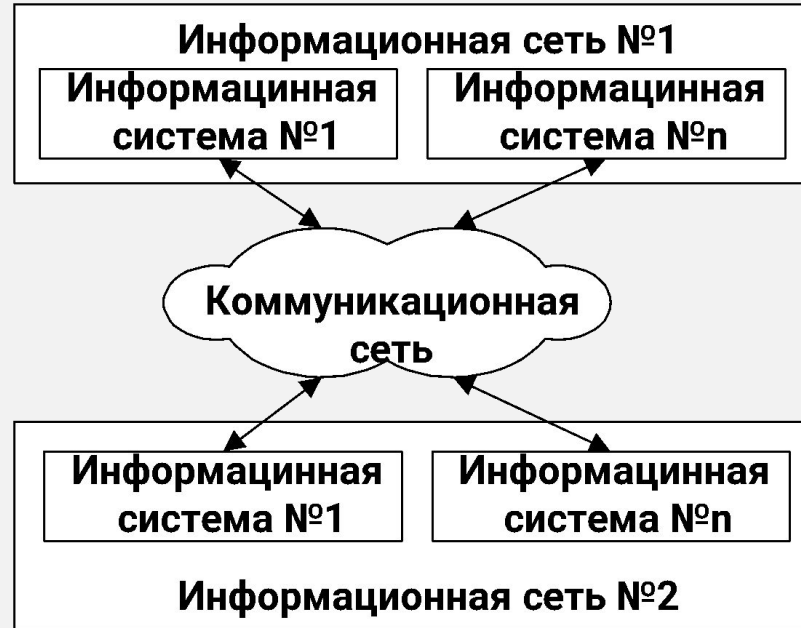 Информационная сеть №1
Информацинная
система №1
Информацинная
система №n
Коммуникационная
сеть
Информацинная
система №1
Информацинная
система №n
Информационная сеть №2